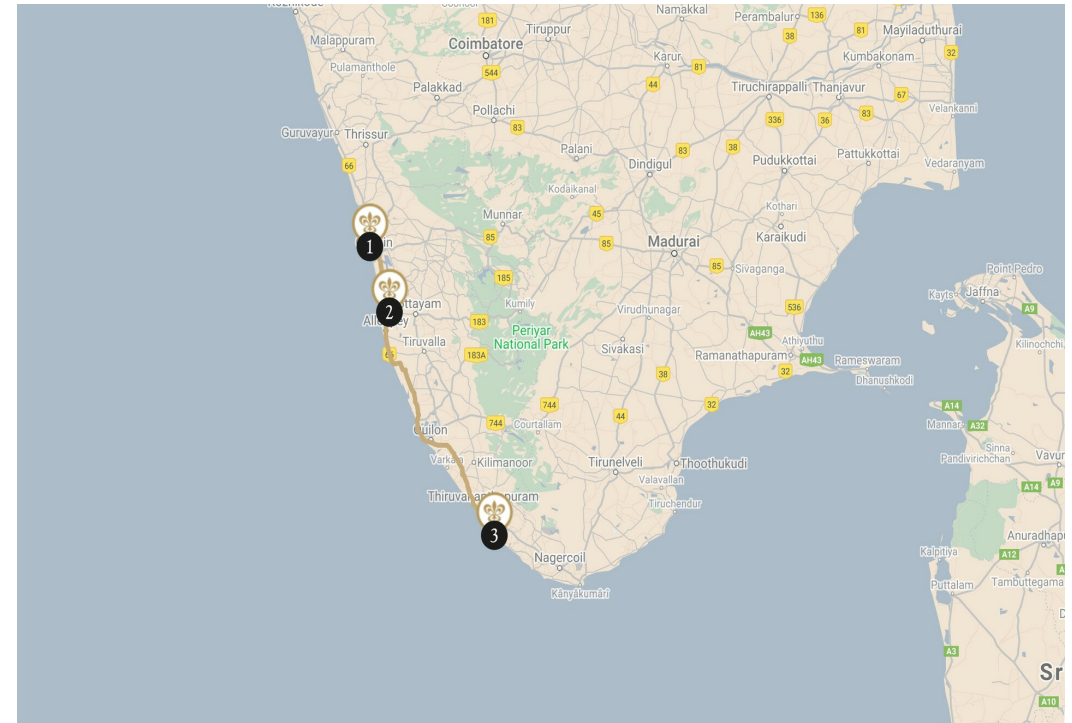 181
Tiruppur
Namakkal
Perambalur
136
81
Mayiladuthurai
38
Malappuram
Coimbatore
Karur
81
Kumbakonam
32
Pulamanthole
544
44
Palakkad
Tiruchirappalli
Thanjavur
67
Pollachi
336
36
83
Velankanni
Guruvayur
Thrissur
83
66
Palani
83
38
Pudukkottai
Pattukkottai
Dindigul
Vedaranyam
Kodaikanal
Munnar
45
Kothari
85
85
Madurai
Karaikudi
1
85
Sivaganga
Point Pedro
185
Kayts
Jaffna
2
Kumily
Virudhunagar
536
A9
183
Periyar
National Park
AH43
Athiyuthu
Kilinochchi
Tiruvalla
183A
Sivakasi
Ramanathapuram
AH43
Rameswaram
32
Dhanushkodi
38
744
32
A14
44
Mannar
A32
744
Courtallam
Quilon
Sinna
Pandivirichchan
Kilimanoor
Tirunelveli
Thoothukudi
Valavallan
A14
A9
Tiruchendur
3
Nagercoil
Kalpitiya
A12
Kanyakumari
Puttalam
Tambuttegama
A3
Sr
A10